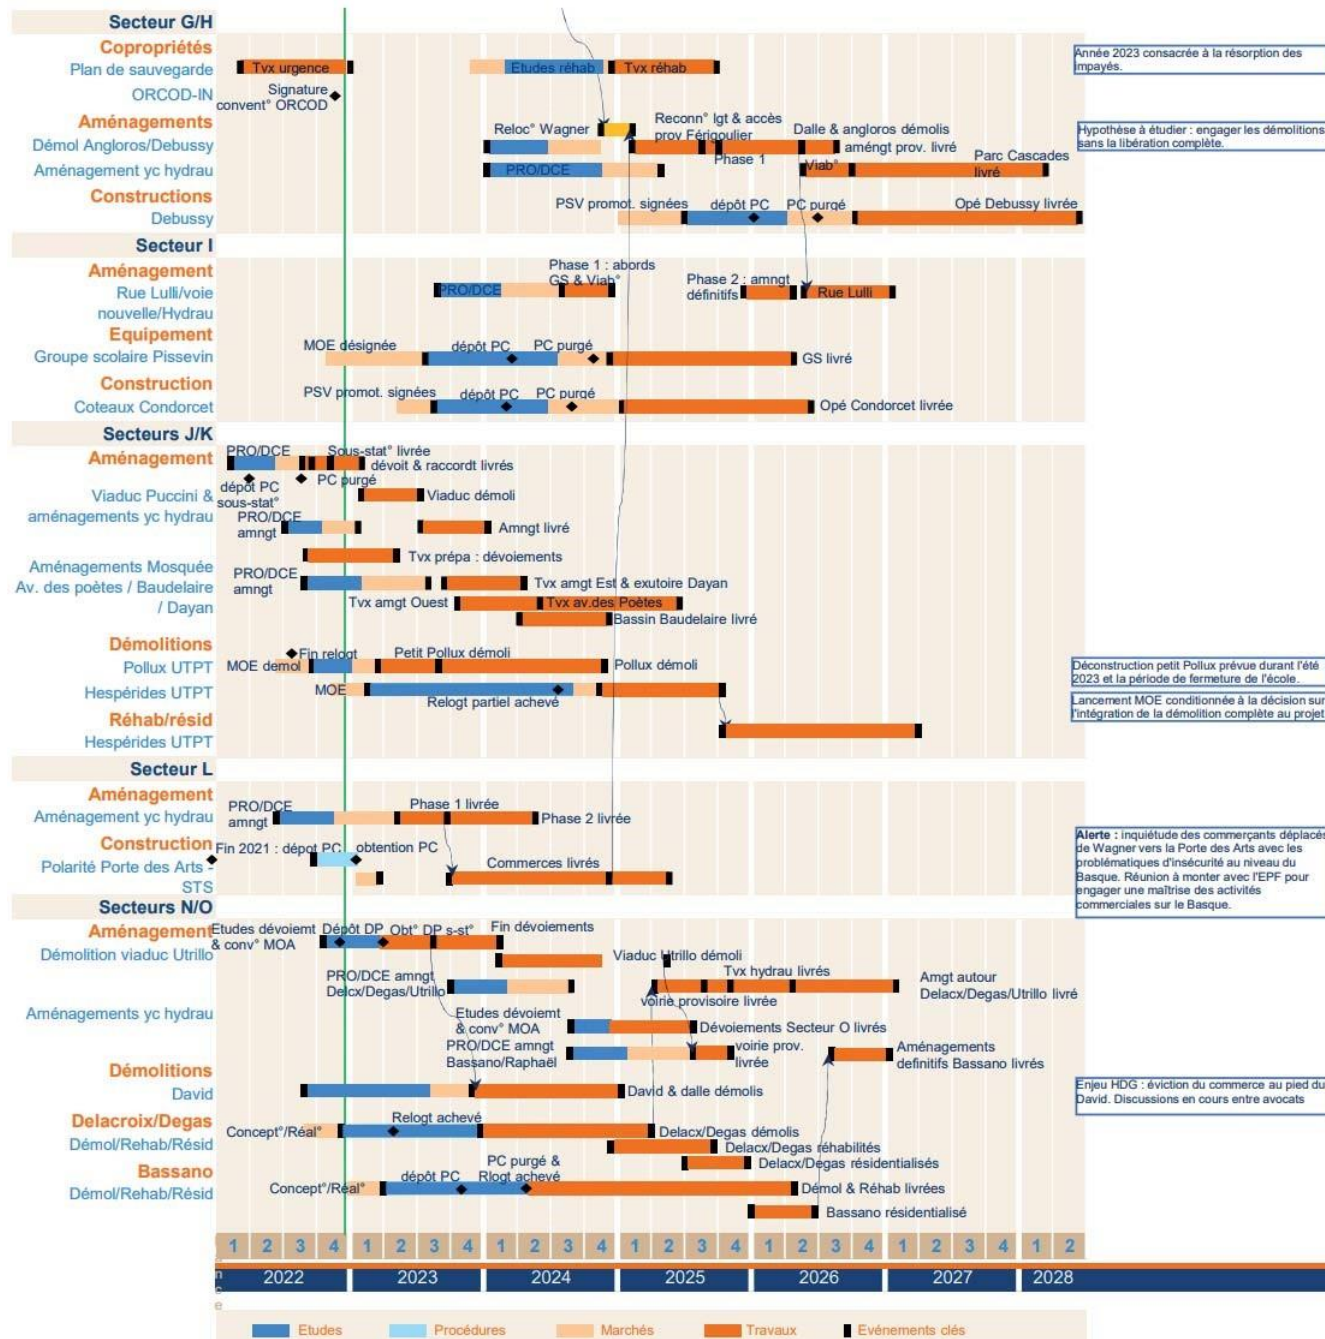 Secteur G/H
Copropriétés
Plan de sauvegarde
Tvx urgence
Etudes réhab
Tvx réhab
Année 2023 consacrée à la résorption des
impayés.
ORCOD-IN
Signature
convent° ORCOD
Aménagements
Reloc° Wagner
Reconn° lgt & accès
prov Férigoulier
Dalle & angloros démolis
améngt prov. livré
Hypothèse à étudier : engager les démolitions
sans la libération complète.
Démol Angloros/Debussy
Phase 1
Aménagement yc hydrau
PRO/DCE
Viab°
Parc Cascades
livré
Constructions
Debussy
PSV promot. signées
dépôt PC
PC purgé
Opé Debussy livrée
Secteur I
Aménagement
Rue Lulli/voie
nouvelle/Hydrau
PRO/DCE
Phase 1 : abords
GS & Viab°
Phase 2 : amngt
définitifs
Rue Lulli
Equipement
Groupe scolaire Pissevin
MOE désignée
dépôt PC
PC purgé
GS livré
Construction
Coteaux Condorcet
PSV promot. signées
dépôt PC
PC purgé
Opé Condorcet livrée
Secteurs J/K
Aménagement
PRO/DCE
Sous-stat° livrée
dévoit & raccordt livrés
dépôt PC
sous-stat°
PC purgé
Viaduc Puccini &
aménagements yc hydrau
Viaduc démoli
PRO/DCE
amngt
Amngt livré
Tvx prépa : dévoiements
Aménagements Mosquée
Av. des poètes / Baudelaire
/ Dayan
PRO/DCE
amngt
Tvx amgt Est & exutoire Dayan
Tvx amgt Ouest
Tvx av.des Poètes
Bassin Baudelaire livré
Démolitions
Pollux UTPT
Fin relogt
MOE demol
Petit Pollux démoli
Pollux démoli
Déconstruction petit Pollux prévue durant l'été
2023 et la période de fermeture de l'école.
Hespérides UTPT
MOE
Relogt partiel achevé
Lancement MOE conditionnée à la décision sur
l'intégration de la démolition complète au projet
Réhab/résid
Hespérides UTPT
Secteur L
Aménagement
Aménagement yc hydrau
PRO/DCE
amngt
Phase 1 livrée
Phase 2 livrée
Construction
Polarité Porte des Arts -
STS
Fin 2021 : dépot PC
obtention PC
Commerces livrés
Alerte : inquiétude des commerçants déplacés
de Wagner vers la Porte des Arts avec les
problématiques d'insécurité au niveau du
Basque. Réunion à monter avec l'EPF pour
engager une maîtrise des activités
commerciales sur le Basque.
Secteurs N/O
Aménagement
Démolition viaduc Utrillo
Etudes dévoiemt
& conv° MOA
Dépôt DP
Obt° DP s-st°
Fin dévoiements
Viaduc Utrillo démoli
PRO/DCE amngt
Delcx/Degas/Utrillo
Tvx hydrau livrés
voirie provisoire livrée
Amgt autour
Delacx/Degas/Utrillo livré
Aménagements yc hydrau
Etudes dévoiemt
& conv° MOA
Dévoiements Secteur O livrés
PRO/DCE amngt
Bassano/Raphaël
voirie prov.
livrée
Aménagements
definitifs Bassano livrés
Démolitions
David
David & dalle démolis
Enjeu HDG : éviction du commerce au pied du
David. Discussions en cours entre avocats
Delacroix/Degas
Démol/Rehab/Résid
Concept°/Réal°
Relogt achevé
Delacx/Degas démolis
Delacx/Degas réhabilités
Delacx/Degas résidentialisés
Bassano
Démol/Rehab/Résid
Concept°/Réal°
dépôt PC
PC purgé &
Rlogt achevé
Démol & Réhab livrées
Bassano résidentialisé
1 2 3 4 1 2 3 4 1 2 3 4 1 2 3 4 1 2 3 4 1 2 3 4 1 2
2022 2023 2024 2025 2026 2027 2028
n
c
e
Etudes Procédures Marchés Travaux Evénements clés